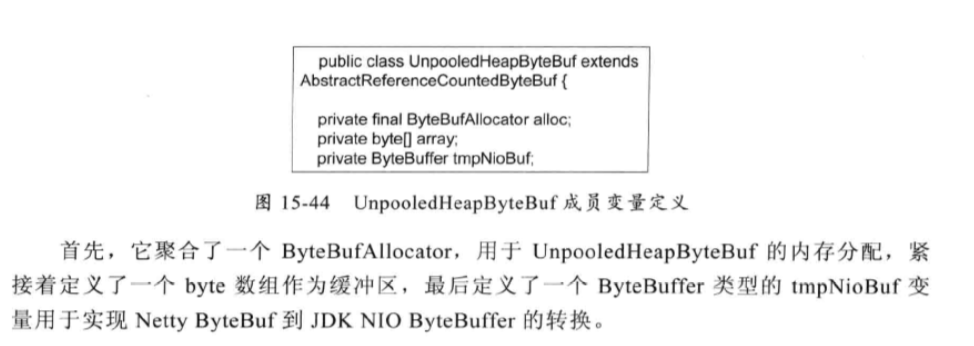 public class UnpooledHeapByteBuf extends
AbstractReferenceCountedByteBuf {
private final ByteBufAllocator alloc;
private byte[] array;
private ByteBuffer tmpNioBuf;
图 15-44 UnpooledHeapByteBuf 成员变量定义
首先，它聚合了一个 ByteBufAllocator，用于 UnpooledHeapByteBuf 的内存分配，紧
接着定义了一个 byte 数组作为缓冲区，最后定义了一个 ByteBuffer 类型的 tmpNioBuf 变
量用于实现 Netty ByteBuf 到 JDK NIO ByteBuffer 的转换。